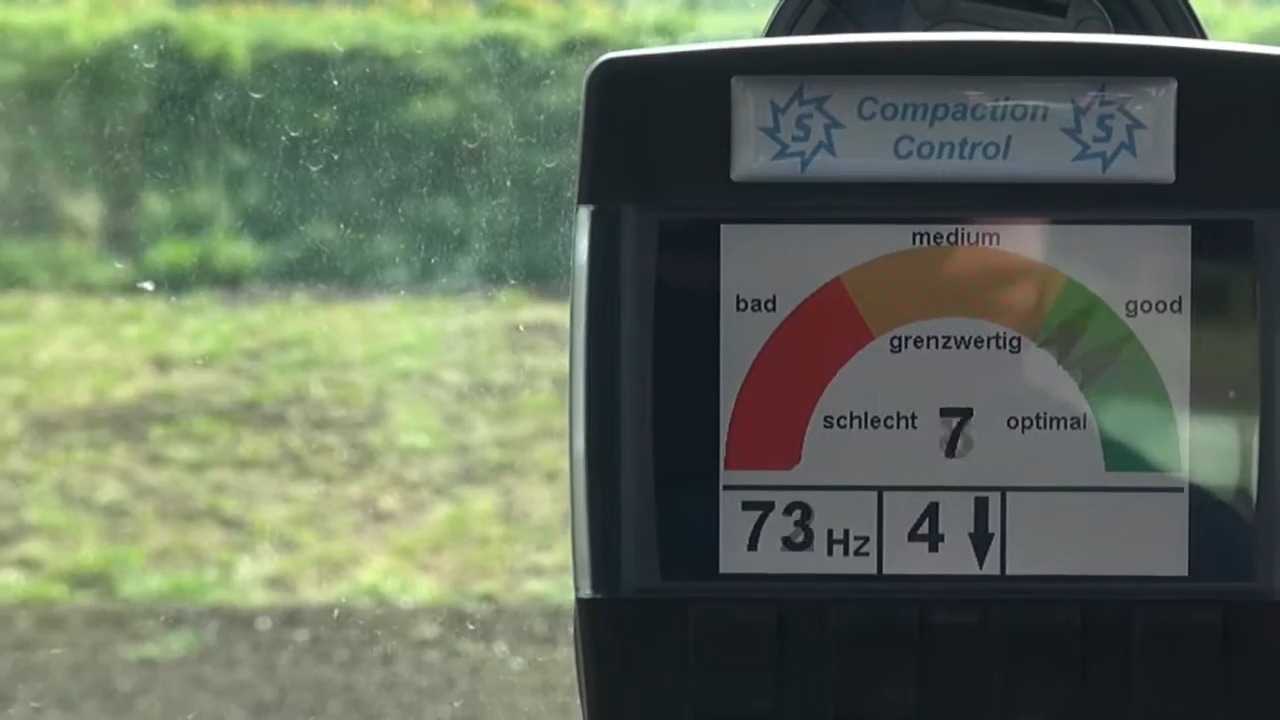 S Compaction S
Control
medium
bad
good
grenzwertig
schlecht 7 optimal
73 Hz 4